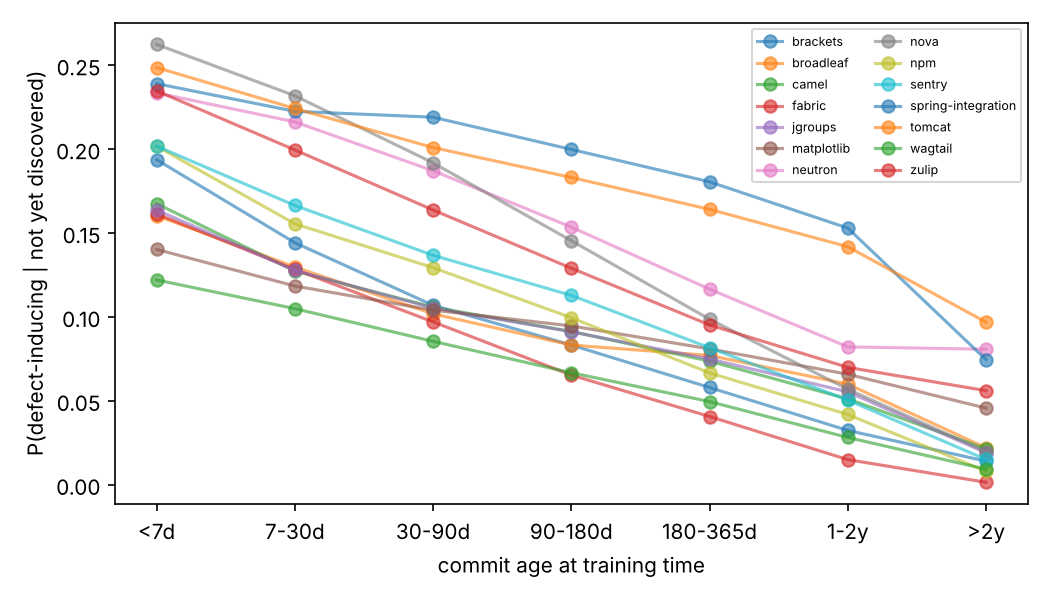 P(defect-inducing | not yet discovered)
0.25
0.20
0.15
0.10
0.05
0.00
brackets
broadleaf
camel
fabric
jgroups
matplotlib
neutron
nova
npm
sentry
spring-integration
tomcat
wagtail
zulip
<7d 7-30d 30-90d 90-180d 180-365d 1-2y >2y
commit age at training time